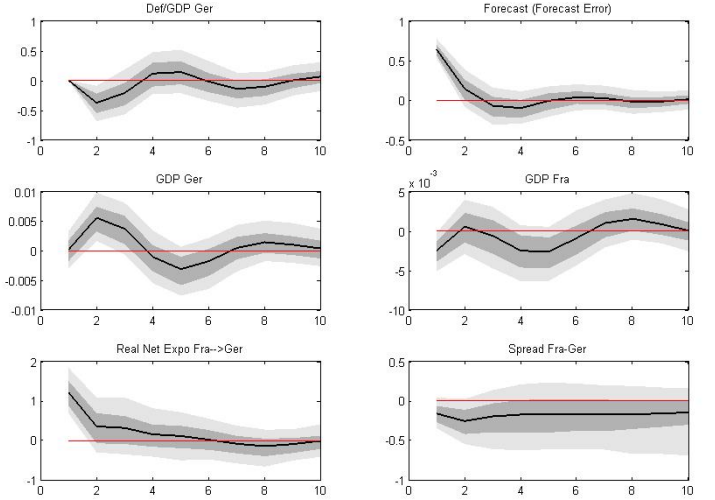 Def/GDP Ger
1
0.5
0
-0.5
-1
0 2 4 6 8 10
Forecast (Forecast Error)
1
0.5
0
-0.5
0 2 4 6 8 10
GDP Ger
0.01
0.005
0
-0.005
-0.01
0 2 4 6 8 10
x 10^-3
GDP Fra
5
0
-5
-10
0 2 4 6 8 10
Real Net Expo Fra-->Ger
2
1
0
-1
0 2 4 6 8 10
Spread Fra-Ger
0.5
0
-0.5
-1
0 2 4 6 8 10